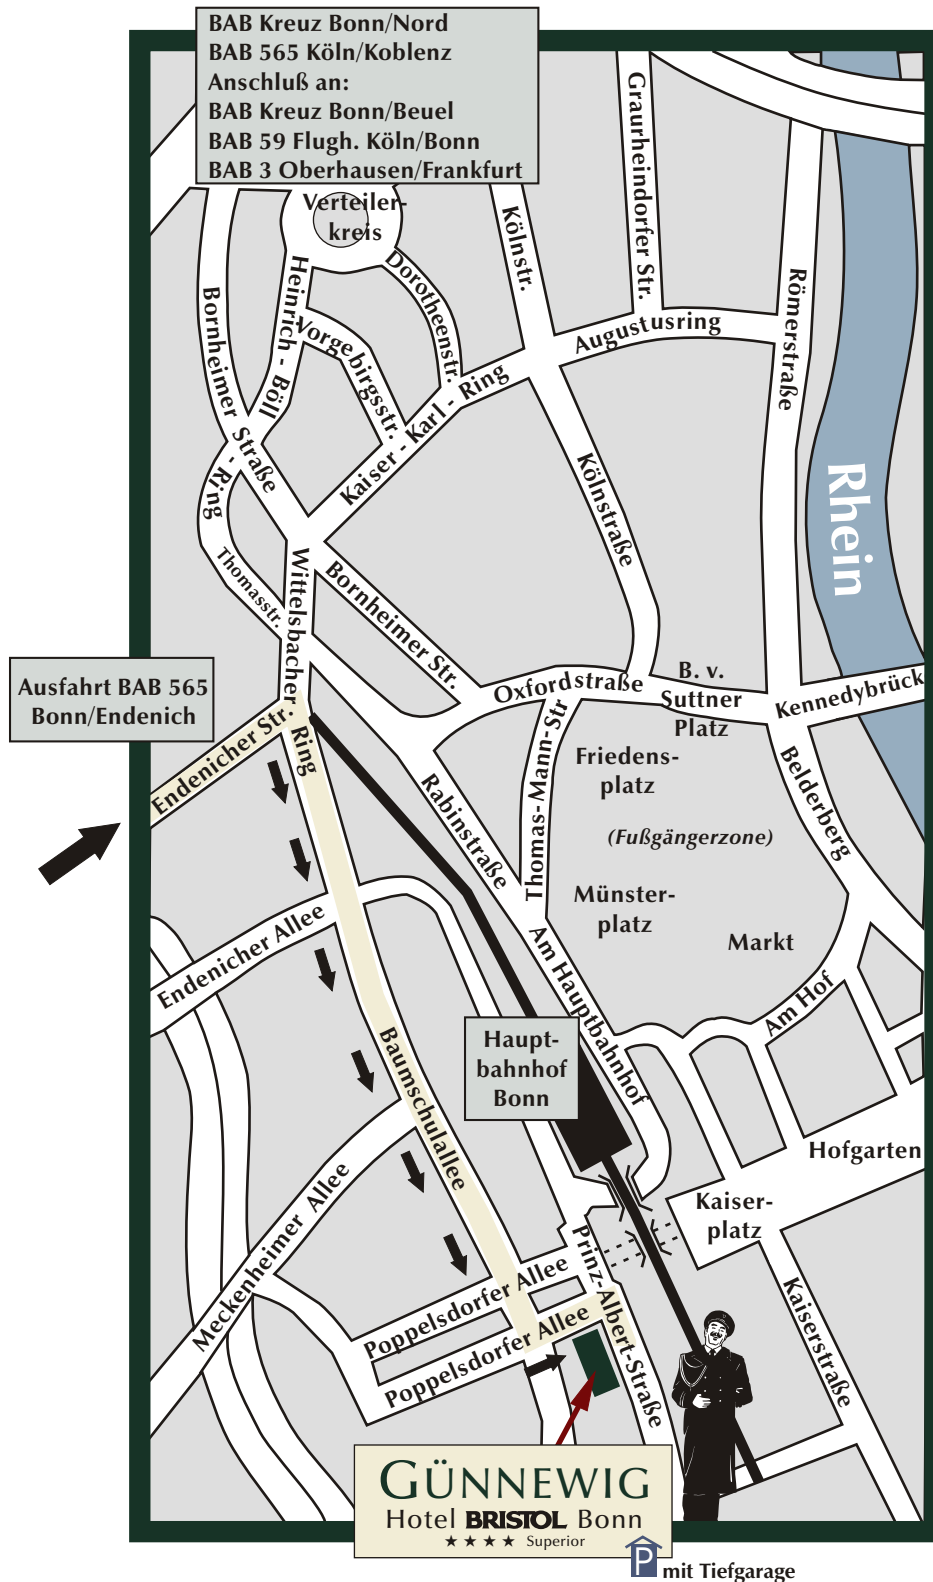 BAB Kreuz Bonn/Nord
BAB 565 Köln/Koblenz
Anschluß an:
BAB Kreuz Bonn/Beuel
BAB 59 Flugh. Köln/Bonn
BAB 3 Oberhausen/Frankfurt
Verteiler-
kreis
Kölnstr.
Graurheindorfer Str.
Römerstraße
Dorotheenstr.
Heinrich - Böll
- Ring
Vorgebirgsstr.
Bornheimer Straße
Augustusring
Kaiser - Karl - Ring
Kölnstraße
Rhein
Thomasstr.
Wittelsbacher
Ring
Bornheimer Str.
Ausfahrt BAB 565
Bonn/Endenich
Endenicher Str.
Oxfordstraße
B. v.
Suttner
Platz
Kennedybrück
Thomas-Mann-Str
Friedens-
platz
Belderberg
Rabinstraße
(Fußgängerzone)
Münster-
platz
Markt
Endenicher Allee
Am Hauptbahnhof
Am Hof
Haupt-
bahnhof
Bonn
Baumschulallee
Hofgarten
Meckenheimer Allee
Kaiser-
platz
Prinz-Albert-Straße
Poppelsdorfer Allee
Poppelsdorfer Allee
Kaiserstraße
GÜNNEWIG
Hotel BRISTOL Bonn
★ ★ ★ ★ Superior
P mit Tiefgarage